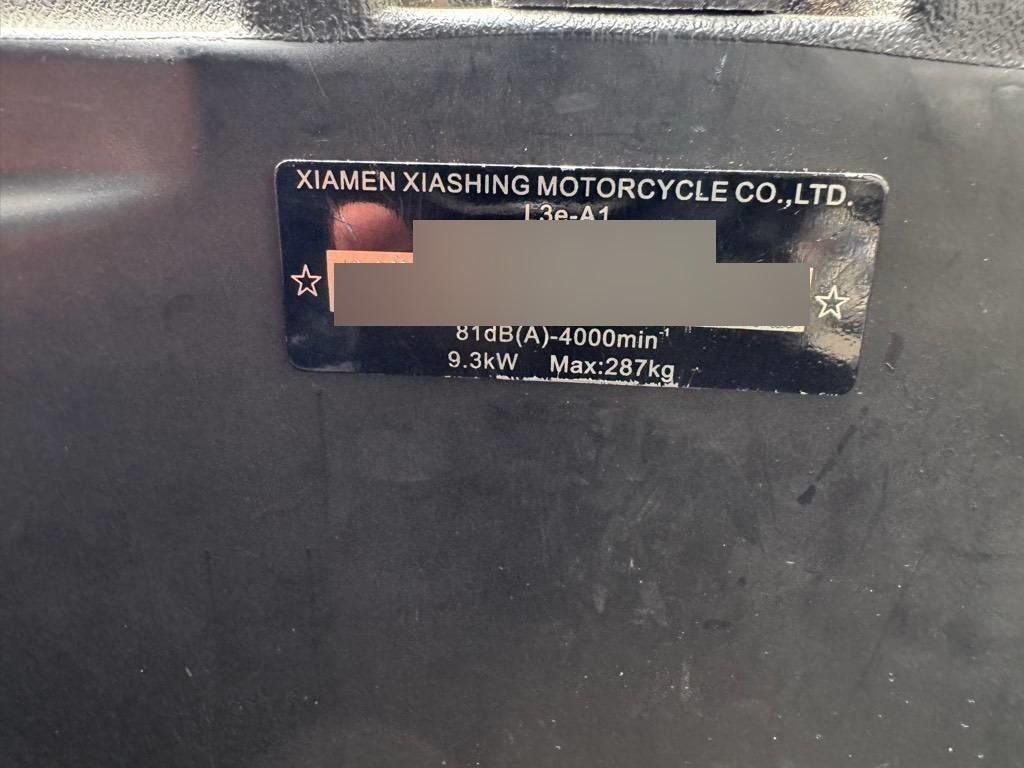 XIAMEN XIASHING MOTORCYCLE CO.,LTD.
L3e-A1
81dB(A)-4000min⁻¹
9.3kW Max:287kg